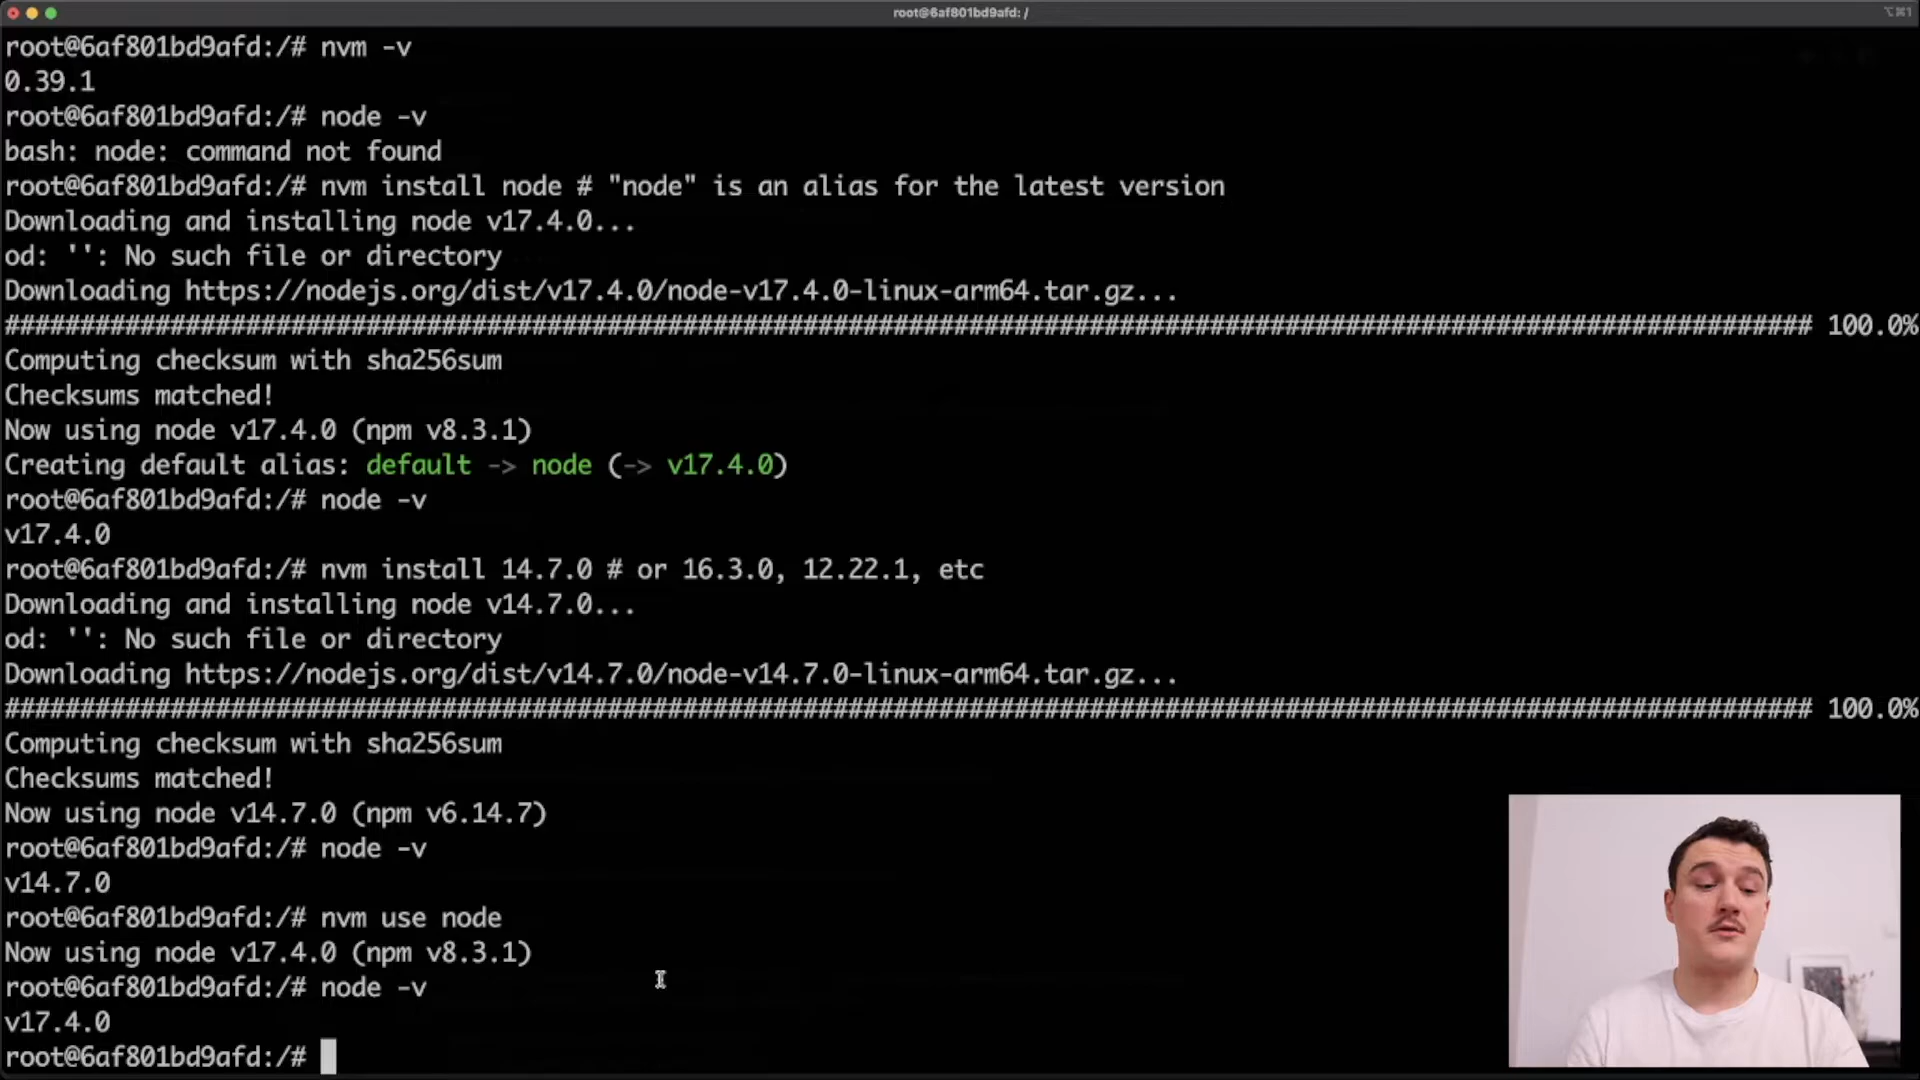 root@6af801bd9afd: /
⌥⌘1
root@6af801bd9afd:/# nvm -v
0.39.1
root@6af801bd9afd:/# node -v
bash: node: command not found
root@6af801bd9afd:/# nvm install node # "node" is an alias for the latest version
Downloading and installing node v17.4.0...
od: '': No such file or directory
Downloading https://nodejs.org/dist/v17.4.0/node-v17.4.0-linux-arm64.tar.gz...
######################################################################################################################## 100.0%
Computing checksum with sha256sum
Checksums matched!
Now using node v17.4.0 (npm v8.3.1)
Creating default alias: default -> node (-> v17.4.0)
root@6af801bd9afd:/# node -v
v17.4.0
root@6af801bd9afd:/# nvm install 14.7.0 # or 16.3.0, 12.22.1, etc
Downloading and installing node v14.7.0...
od: '': No such file or directory
Downloading https://nodejs.org/dist/v14.7.0/node-v14.7.0-linux-arm64.tar.gz...
######################################################################################################################## 100.0%
Computing checksum with sha256sum
Checksums matched!
Now using node v14.7.0 (npm v6.14.7)
root@6af801bd9afd:/# node -v
v14.7.0
root@6af801bd9afd:/# nvm use node
Now using node v17.4.0 (npm v8.3.1)
root@6af801bd9afd:/# node -v
v17.4.0
root@6af801bd9afd:/#